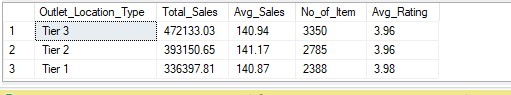 Outlet_Location_Type Total_Sales Avg_Sales No_of_Item Avg_Rating
1 Tier 3 472133.03 140.94 3350 3.96
2 Tier 2 393150.65 141.17 2785 3.96
3 Tier 1 336397.81 140.87 2388 3.98